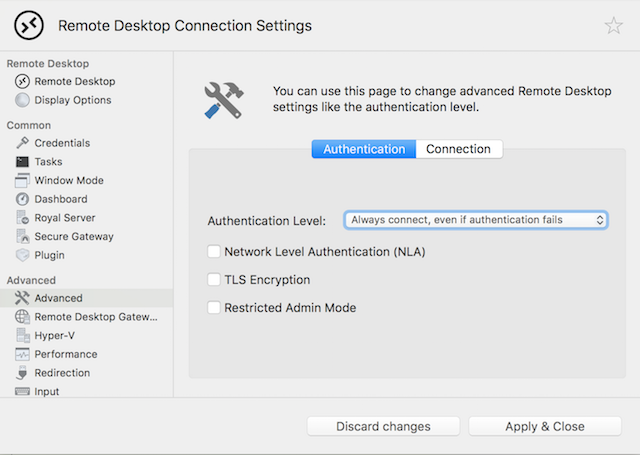 Remote Desktop Connection Settings
Remote Desktop
Remote Desktop
Display Options
Common
Credentials
Tasks
Window Mode
Dashboard
Royal Server
Secure Gateway
Plugin
Advanced
Advanced
Remote Desktop Gatew...
Hyper-V
Performance
Redirection
Input
You can use this page to change advanced Remote Desktop
settings like the authentication level.
Authentication
Connection
Authentication Level:
Always connect, even if authentication fails
Network Level Authentication (NLA)
TLS Encryption
Restricted Admin Mode
Discard changes
Apply & Close